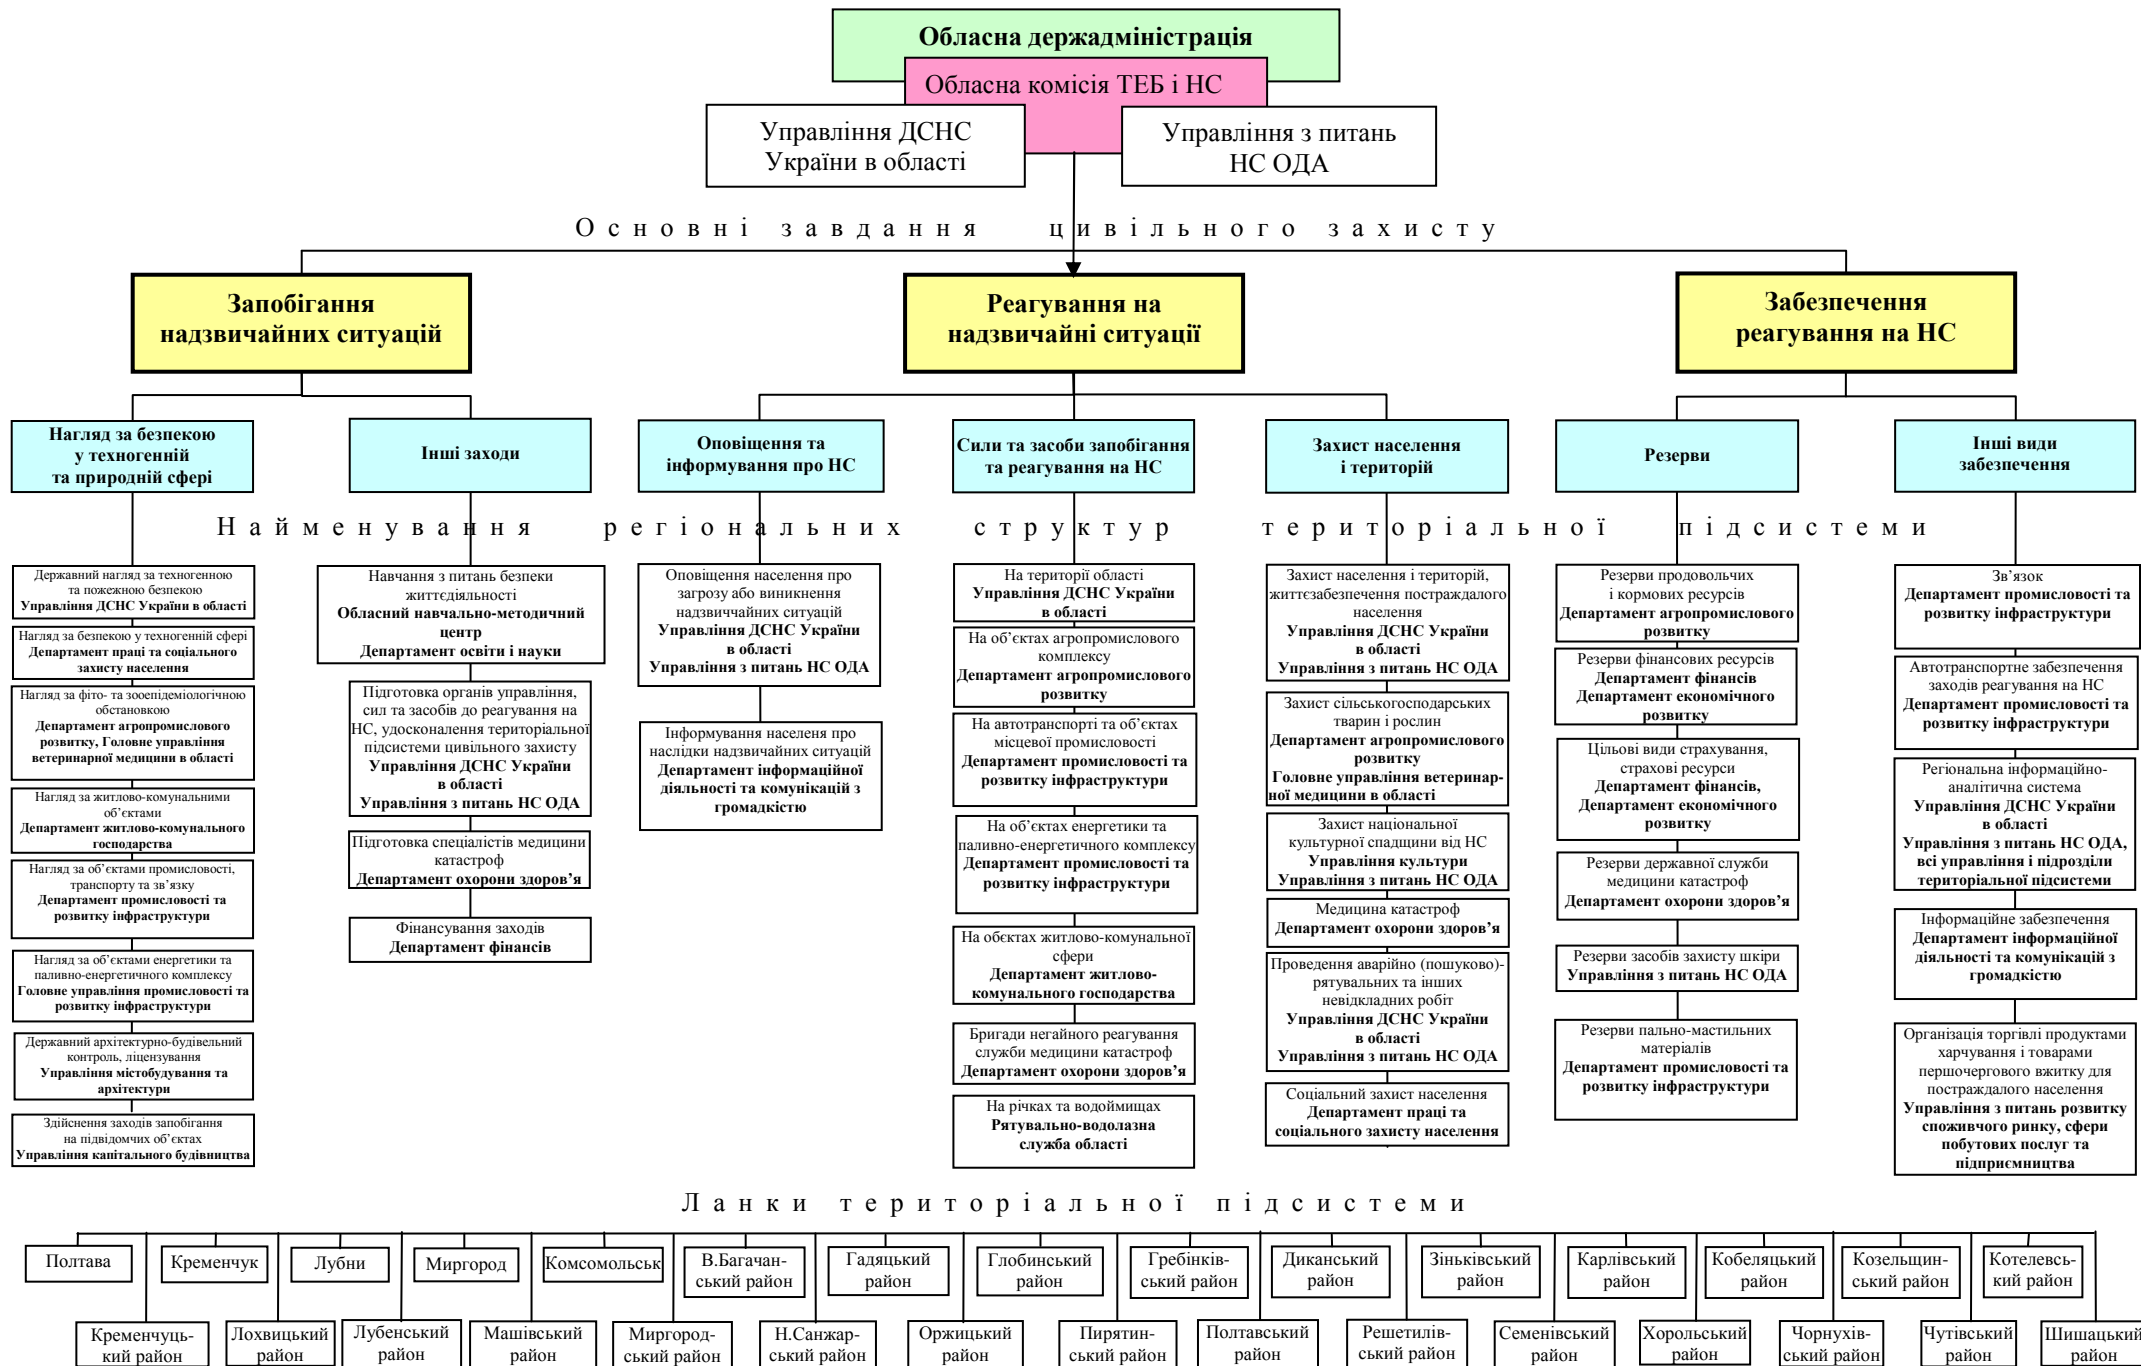 Обласна держадміністрація
Обласна комісія ТЕБ і НС
Управління ДСНС
України в області
Управління з питань
НС ОДА
Основні завдання цивільного захисту
Запобігання
надзвичайних ситуацій
Реагування на
надзвичайні ситуації
Забезпечення
реагування на НС
Нагляд за безпекою
у техногенній
та природній сфері
Інші заходи
Оповіщення та
інформування про НС
Сили та засоби запобігання
та реагування на НС
Захист населення
і територій
Резерви
Інші види
забезпечення
Найменування регіональних структур територіальної підсистеми
Державний нагляд за техногенною
та пожежною безпекою
Управління ДСНС України в області
Нагляд за безпекою у техногенній сфері
Департамент праці та соціального
захисту населення
Нагляд за фіто- та зооепідеміологічною
обстановкою
Департамент агропромислового
розвитку, Головне управління
ветеринарної медицини в області
Нагляд за житлово-комунальними
об’єктами
Департамент житлово-комунального
господарства
Нагляд за об’єктами промисловості,
транспорту та зв’язку
Департамент промисловості та
розвитку інфраструктури
Нагляд за об’єктами енергетики та
паливно-енергетичного комплексу
Головне управління промисловості та
розвитку інфраструктури
Державний архітектурно-будівельний
контроль, ліцензування
Управління містобудування та
архітектури
Здійснення заходів запобігання
на підвідомчих об’єктах
Управління капітального будівництва
Навчання з питань безпеки
життєдіяльності
Обласний навчально-методичний
центр
Департамент освіти і науки
Підготовка органів управління,
сил та засобів до реагування на
НС, удосконалення територіальної
підсистеми цивільного захисту
Управління ДСНС України
в області
Управління з питань НС ОДА
Підготовка спеціалістів медицини
катастроф
Департамент охорони здоров’я
Фінансування заходів
Департамент фінансів
Оповіщення населення про
загрозу або виникнення
надзвиччайних ситуацій
Управління ДСНС України
в області
Управління з питань НС ОДА
Інформування населеня про
наслідки надзвичайних ситуацій
Департамент інформаційної
діяльності та комунікацій з
громадкістю
На території області
Управління ДСНС України
в області
На об’єктах агропромислового
комплексу
Департамент агропромислового
розвитку
На автотранспорті та об’єктах
місцевої промисловості
Департамент промисловості та
розвитку інфраструктури
На об’єктах енергетики та
паливно-енергетичного комплексу
Департамент промисловості та
розвитку інфраструктури
На обєктах житлово-комунальної
сфери
Департамент житлово-
комунального господарства
Бригади негайного реагування
служби медицини катастроф
Департамент охорони здоров’я
На річках та водоймищах
Рятувально-водолазна
служба області
Захист населення і територій,
життєзабезпечення постраждалого
населення
Управління ДСНС України
в області
Управління з питань НС ОДА
Захист сільськогосподарських
тварин і рослин
Департамент агропромислового
розвитку
Головне управління ветеринар-
ної медицини в області
Захист національної
культурної спадщини від НС
Управління культури
Управління з питань НС ОДА
Медицина катастроф
Департамент охорони здоров’я
Проведення аварійно (пошуково)-
рятувальних та інших
невідкладних робіт
Управління ДСНС України
в області
Управління з питань НС ОДА
Соціальний захист населення
Департамент праці та
соціального захисту населення
Резерви продовольчих
і кормових ресурсів
Департамент агропромислового
розвитку
Резерви фінансових ресурсів
Департамент фінансів
Департамент економічного
розвитку
Цільові види страхування,
страхові ресурси
Департамент фінансів,
Департамент економічного
розвитку
Резерви державної служби
медицини катастроф
Департамент охорони здоров’я
Резерви засобів захисту шкіри
Управління з питань НС ОДА
Резерви пально-мастильних
матеріалів
Департамент промисловості та
розвитку інфраструктури
Зв’язок
Департамент промисловості та
розвитку інфраструктури
Автотранспортне забезпечення
заходів реагування на НС
Департамент промисловості та
розвитку інфраструктури
Регіональна інформаційно-
аналітична система
Управління ДСНС України
в області
Управління з питань НС ОДА,
всі управління і підрозділи
територіальної підсистеми
Інформаційне забезпечення
Департамент інформаційної
діяльності та комунікацій з
громадкістю
Організація торгівлі продуктами
харчування і товарами
першочергового вжитку для
постраждалого населення
Управління з питань розвитку
споживчого ринку, сфери
побутових послуг та
підприємництва
Ланки територіальної підсистеми
Полтава
Кременчук
Лубни
Миргород
Комсомольськ
В.Багачан-
ський район
Гадяцький
район
Глобинський
район
Гребінків-
ський район
Диканський
район
Зіньківський
район
Карлівський
район
Кобеляцький
район
Козельщин-
ський район
Котелевсь-
кий район
Кременчуць-
кий район
Лохвицький
район
Лубенський
район
Машівський
район
Миргород-
ський район
Н.Санжар-
ський район
Оржицький
район
Пирятин-
ський район
Полтавський
район
Решетилів-
ський район
Семенівський
район
Хорольський
район
Чорнухів-
ський район
Чутівський
район
Шишацький
район